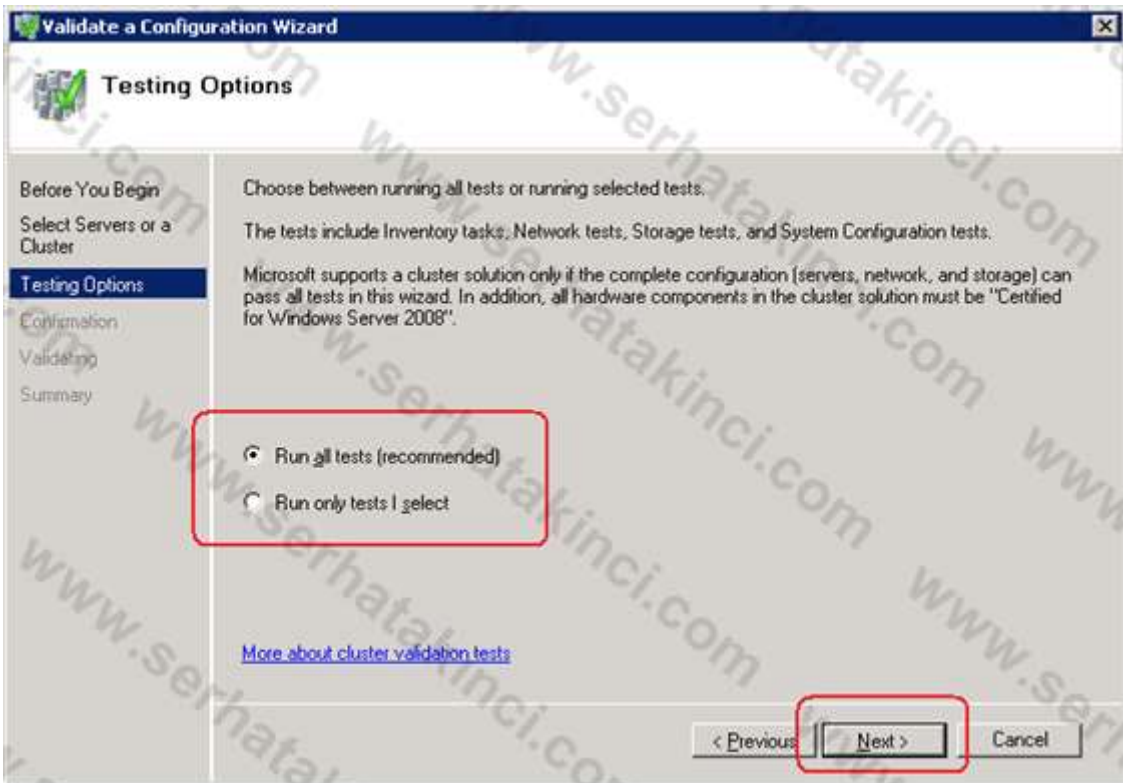 Validate a Configuration Wizard
Testing Options
Before You Begin
Select Servers or a
Cluster
Testing Options
Confirmation
Validating
Summary
Choose between running all tests or running selected tests.
The tests include Inventory tasks, Network tests, Storage tests, and System Configuration tests.
Microsoft supports a cluster solution only if the complete configuration (servers, network, and storage) can
pass all tests in this wizard. In addition, all hardware components in the cluster solution must be "Certified
for Windows Server 2008".
Run all tests (recommended)
Run only tests I select
More about cluster validation tests
< Previous
Next >
Cancel
www.serhatakinci.com